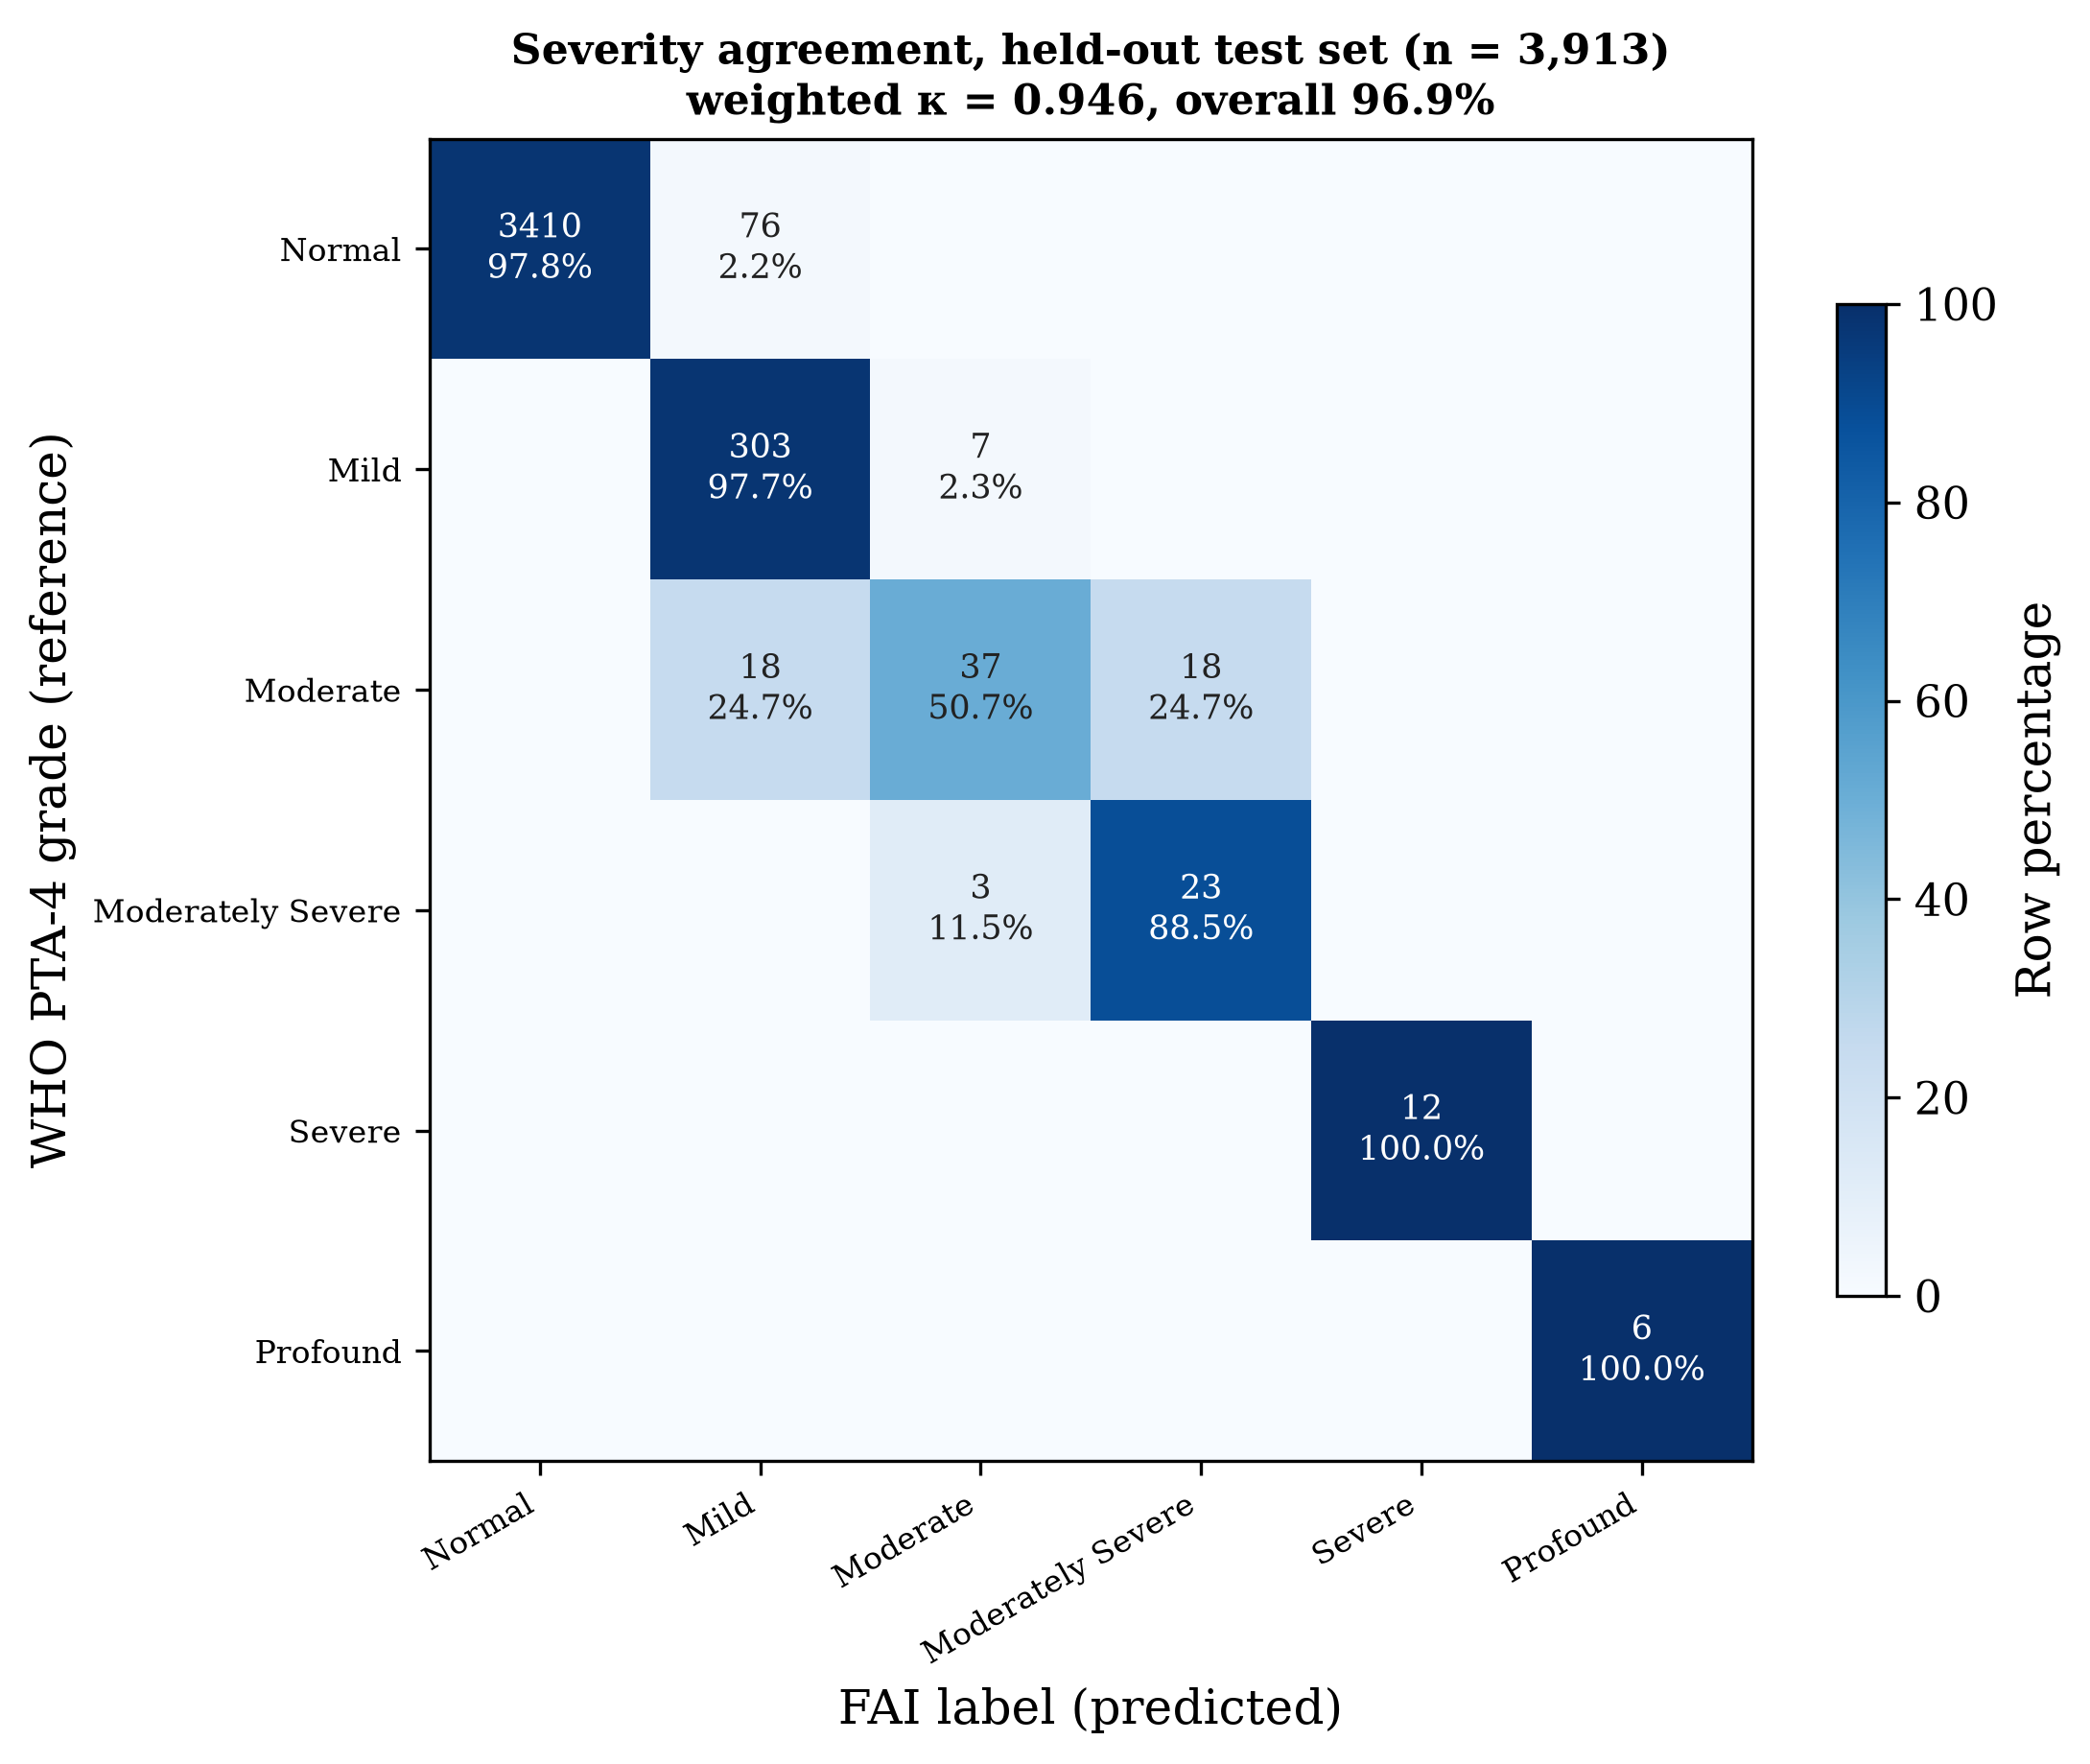 Severity agreement, held-out test set (n = 3,913)
weighted κ = 0.946, overall 96.9%
WHO PTA-4 grade (reference)
Normal
3410
97.8%
76
2.2%
Mild
303
97.7%
7
2.3%
Moderate
18
24.7%
37
50.7%
18
24.7%
Moderately Severe
3
11.5%
23
88.5%
Severe
12
100.0%
Profound
6
100.0%
Normal
Mild
Moderate
Moderately Severe
Severe
Profound
FAI label (predicted)
100
80
60
40
20
0
Row percentage